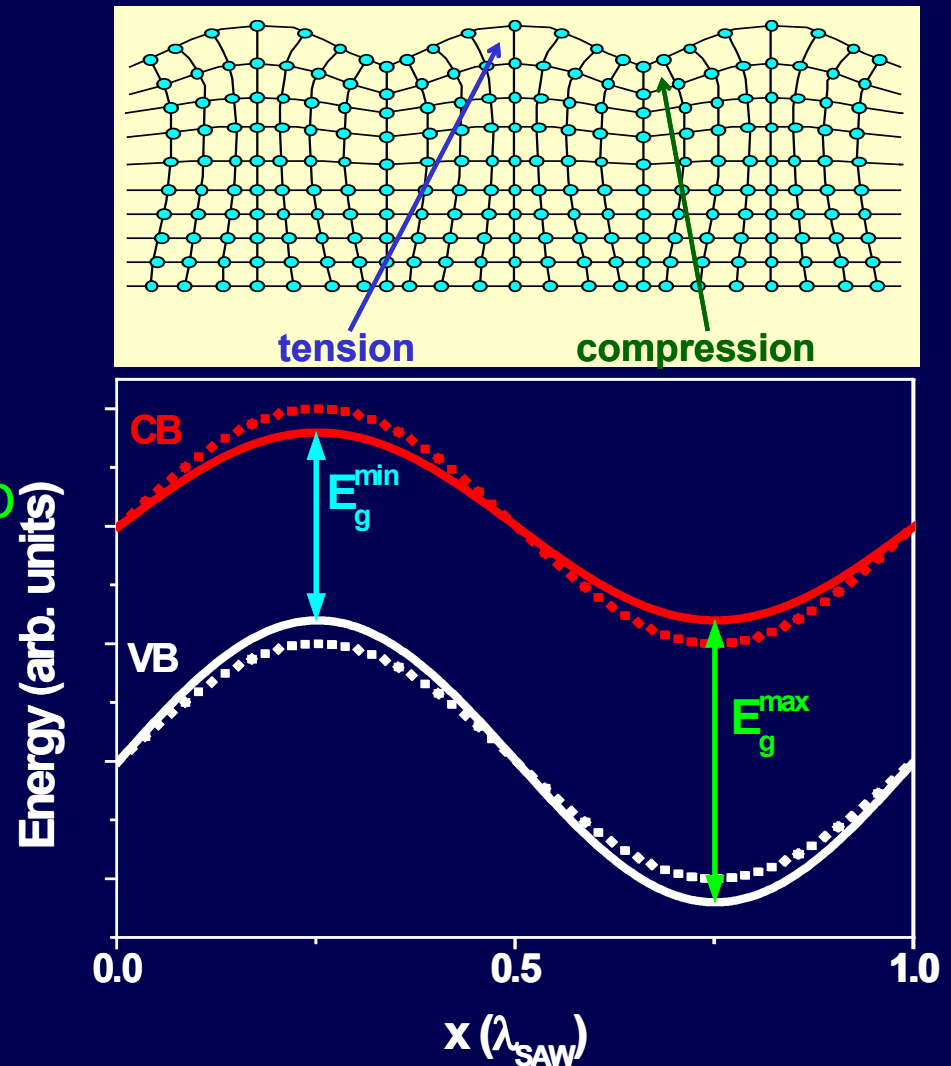 tension compression
CB
E_g^min
VB
E_g^max
Energy (arb. units)
0.0 0.5 1.0
x (λ_SAW)